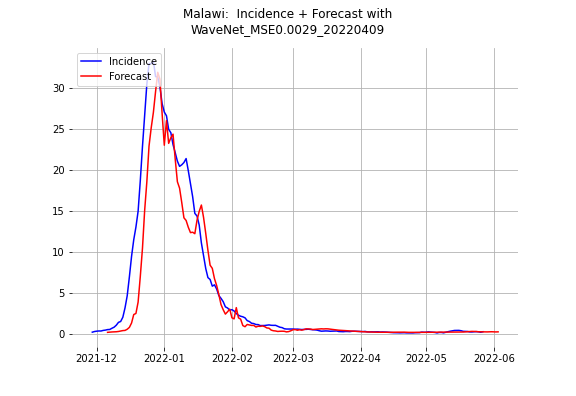 Malawi:  Incidence + Forecast with
WaveNet_MSE0.0029_20220409
Incidence
Forecast
30
25
20
15
10
5
0
2021-12 2022-01 2022-02 2022-03 2022-04 2022-05 2022-06